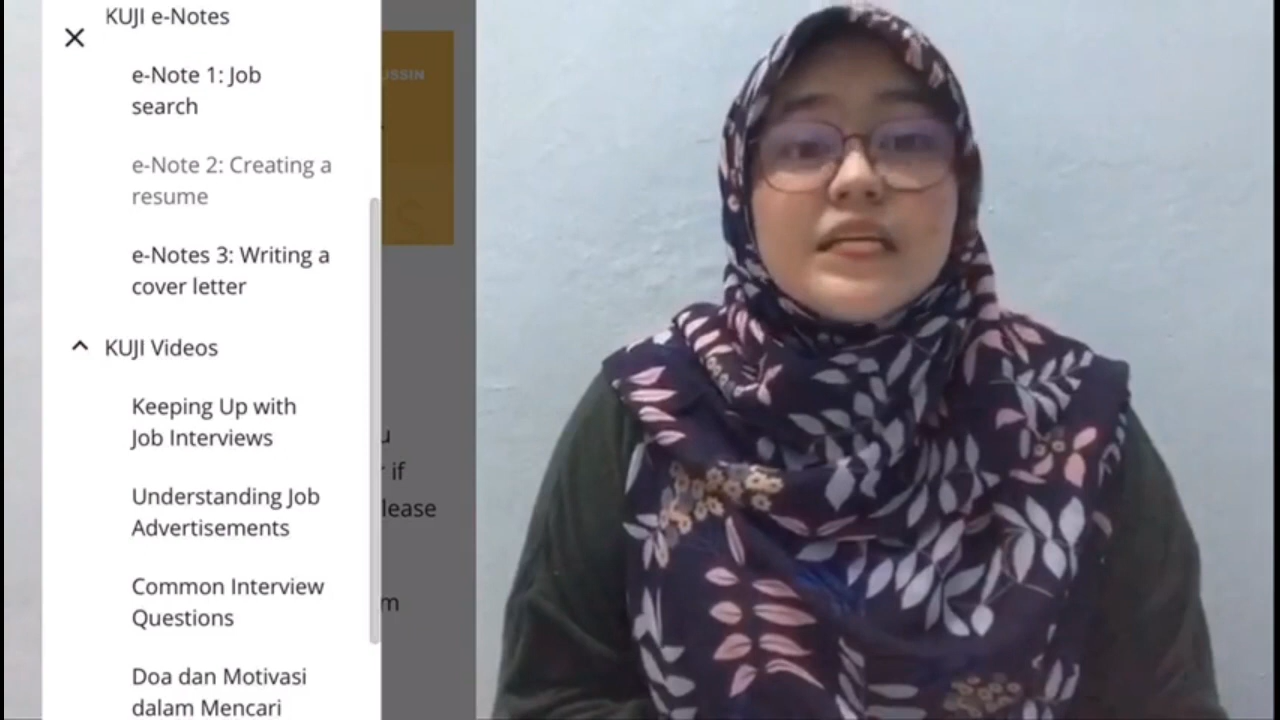 KUJI e-Notes
e-Note 1: Job
search
e-Note 2: Creating a
resume
e-Notes 3: Writing a
cover letter
KUJI Videos
Keeping Up with
Job Interviews
Understanding Job
Advertisements
Common Interview
Questions
Doa dan Motivasi
dalam Mencari
if